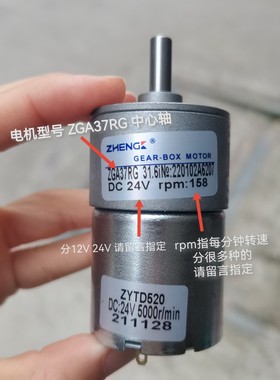 电机型号 ZGA37RG 中心轴
ZHENGK
GEAR-BOX MOTOR
ZGA37RG 31.6i№:220102A6207
DC 24V rpm:158
分12V 24V 请留言指定
rpm指每分钟转速
分很多种的
请留言指定
ZYTD520
DC:24V 5000r/min
211128